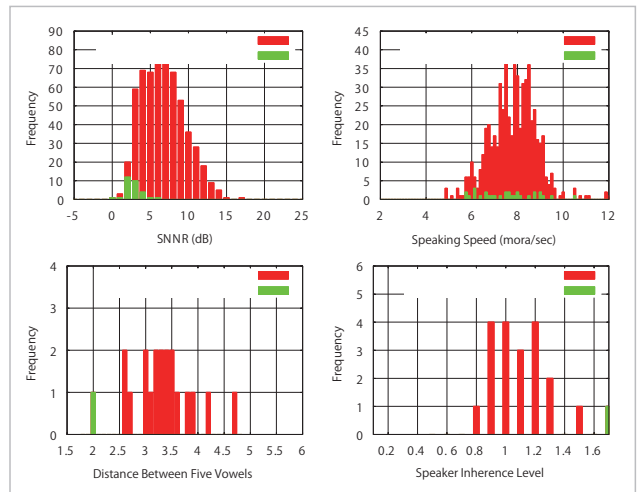 90
80
70
60
50
40
30
20
10
0
Frequency
-5 0 5 10 15 20 25
SNNR (dB)
45
40
35
30
25
20
15
10
5
0
Frequency
2 4 6 8 10 12
Speaking Speed (mora/sec)
4
3
2
1
0
Frequency
1.5 2 2.5 3 3.5 4 4.5 5 5.5 6
Distance Between Five Vowels
6
5
4
3
2
1
0
Frequency
0.2 0.4 0.6 0.8 1.0 1.2 1.4 1.6
Speaker Inherence Level